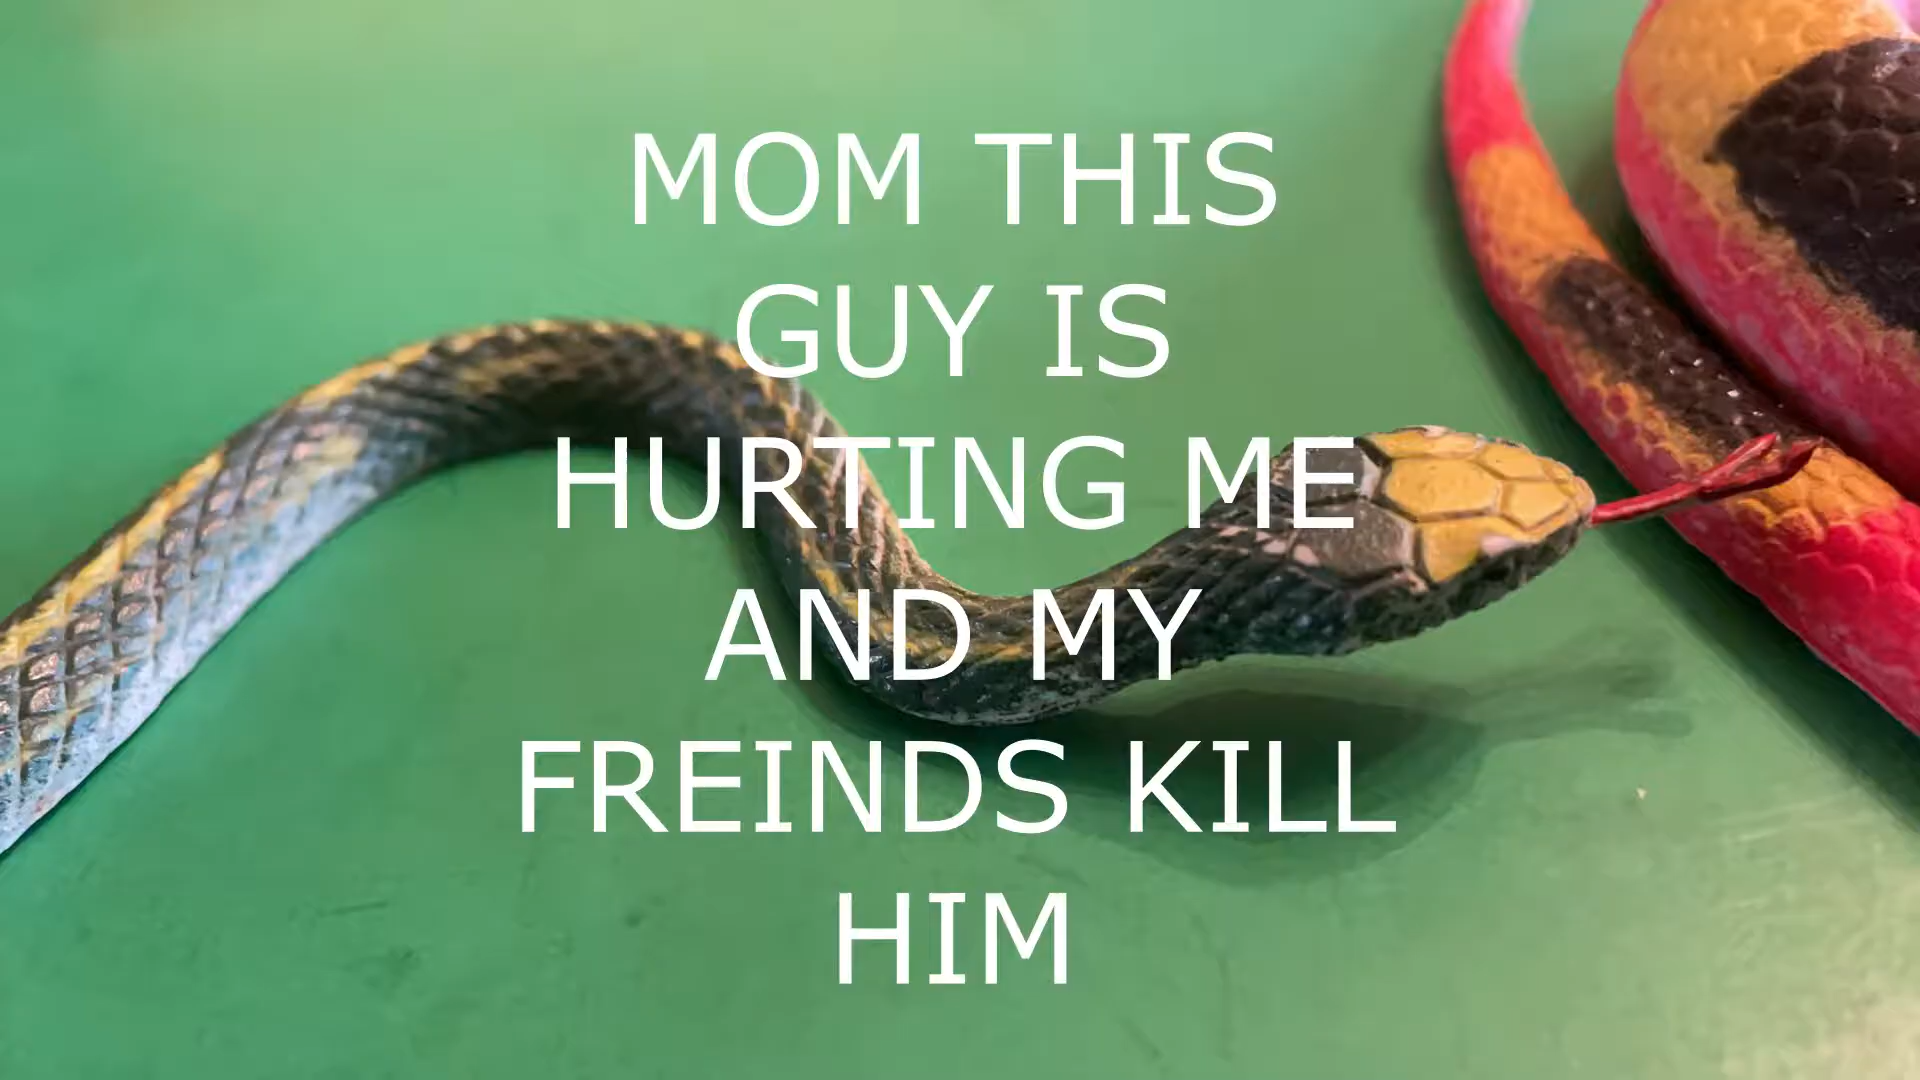 MOM THIS
GUY IS
HURTING ME
AND MY
FREINDS KILL
HIM